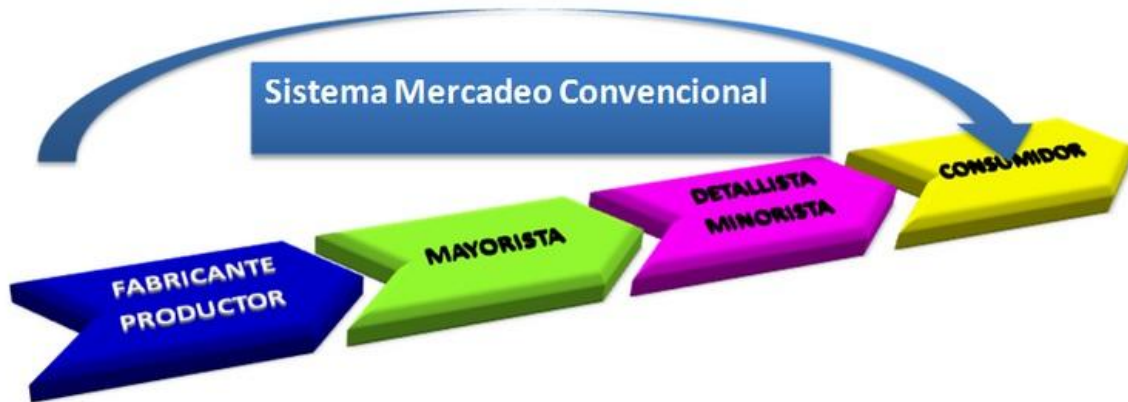 Sistema Mercadeo Convencional
FABRICANTE
PRODUCTOR
MAYORISTA
DETALLISTA
MINORISTA
CONSUMIDOR